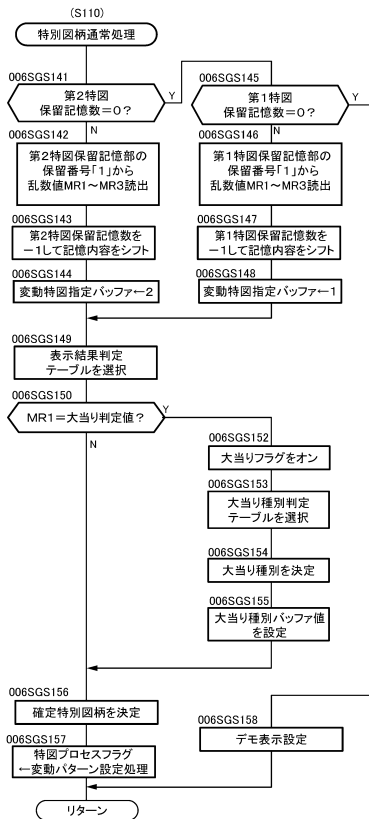 (S110)
特別図柄通常処理
006SGS141
第2特図
保留記憶数=0?
Y
N
006SGS142
第2特図保留記憶部の
保留番号「1」から
乱数値MR1～MR3読出
006SGS143
第2特図保留記憶数を
－1して記憶内容をシフト
006SGS144
変動特図指定バッファ←2
006SGS145
第1特図
保留記憶数=0?
Y
N
006SGS146
第1特図保留記憶部の
保留番号「1」から
乱数値MR1～MR3読出
006SGS147
第1特図保留記憶数を
－1して記憶内容をシフト
006SGS148
変動特図指定バッファ←1
006SGS149
表示結果判定
テーブルを選択
006SGS150
MR1=大当り判定値?
Y
N
006SGS152
大当りフラグをオン
006SGS153
大当り種別判定
テーブルを選択
006SGS154
大当り種別を決定
006SGS155
大当り種別バッファ値
を設定
006SGS156
確定特別図柄を決定
006SGS157
特図プロセスフラグ
←変動パターン設定処理
006SGS158
デモ表示設定
リターン